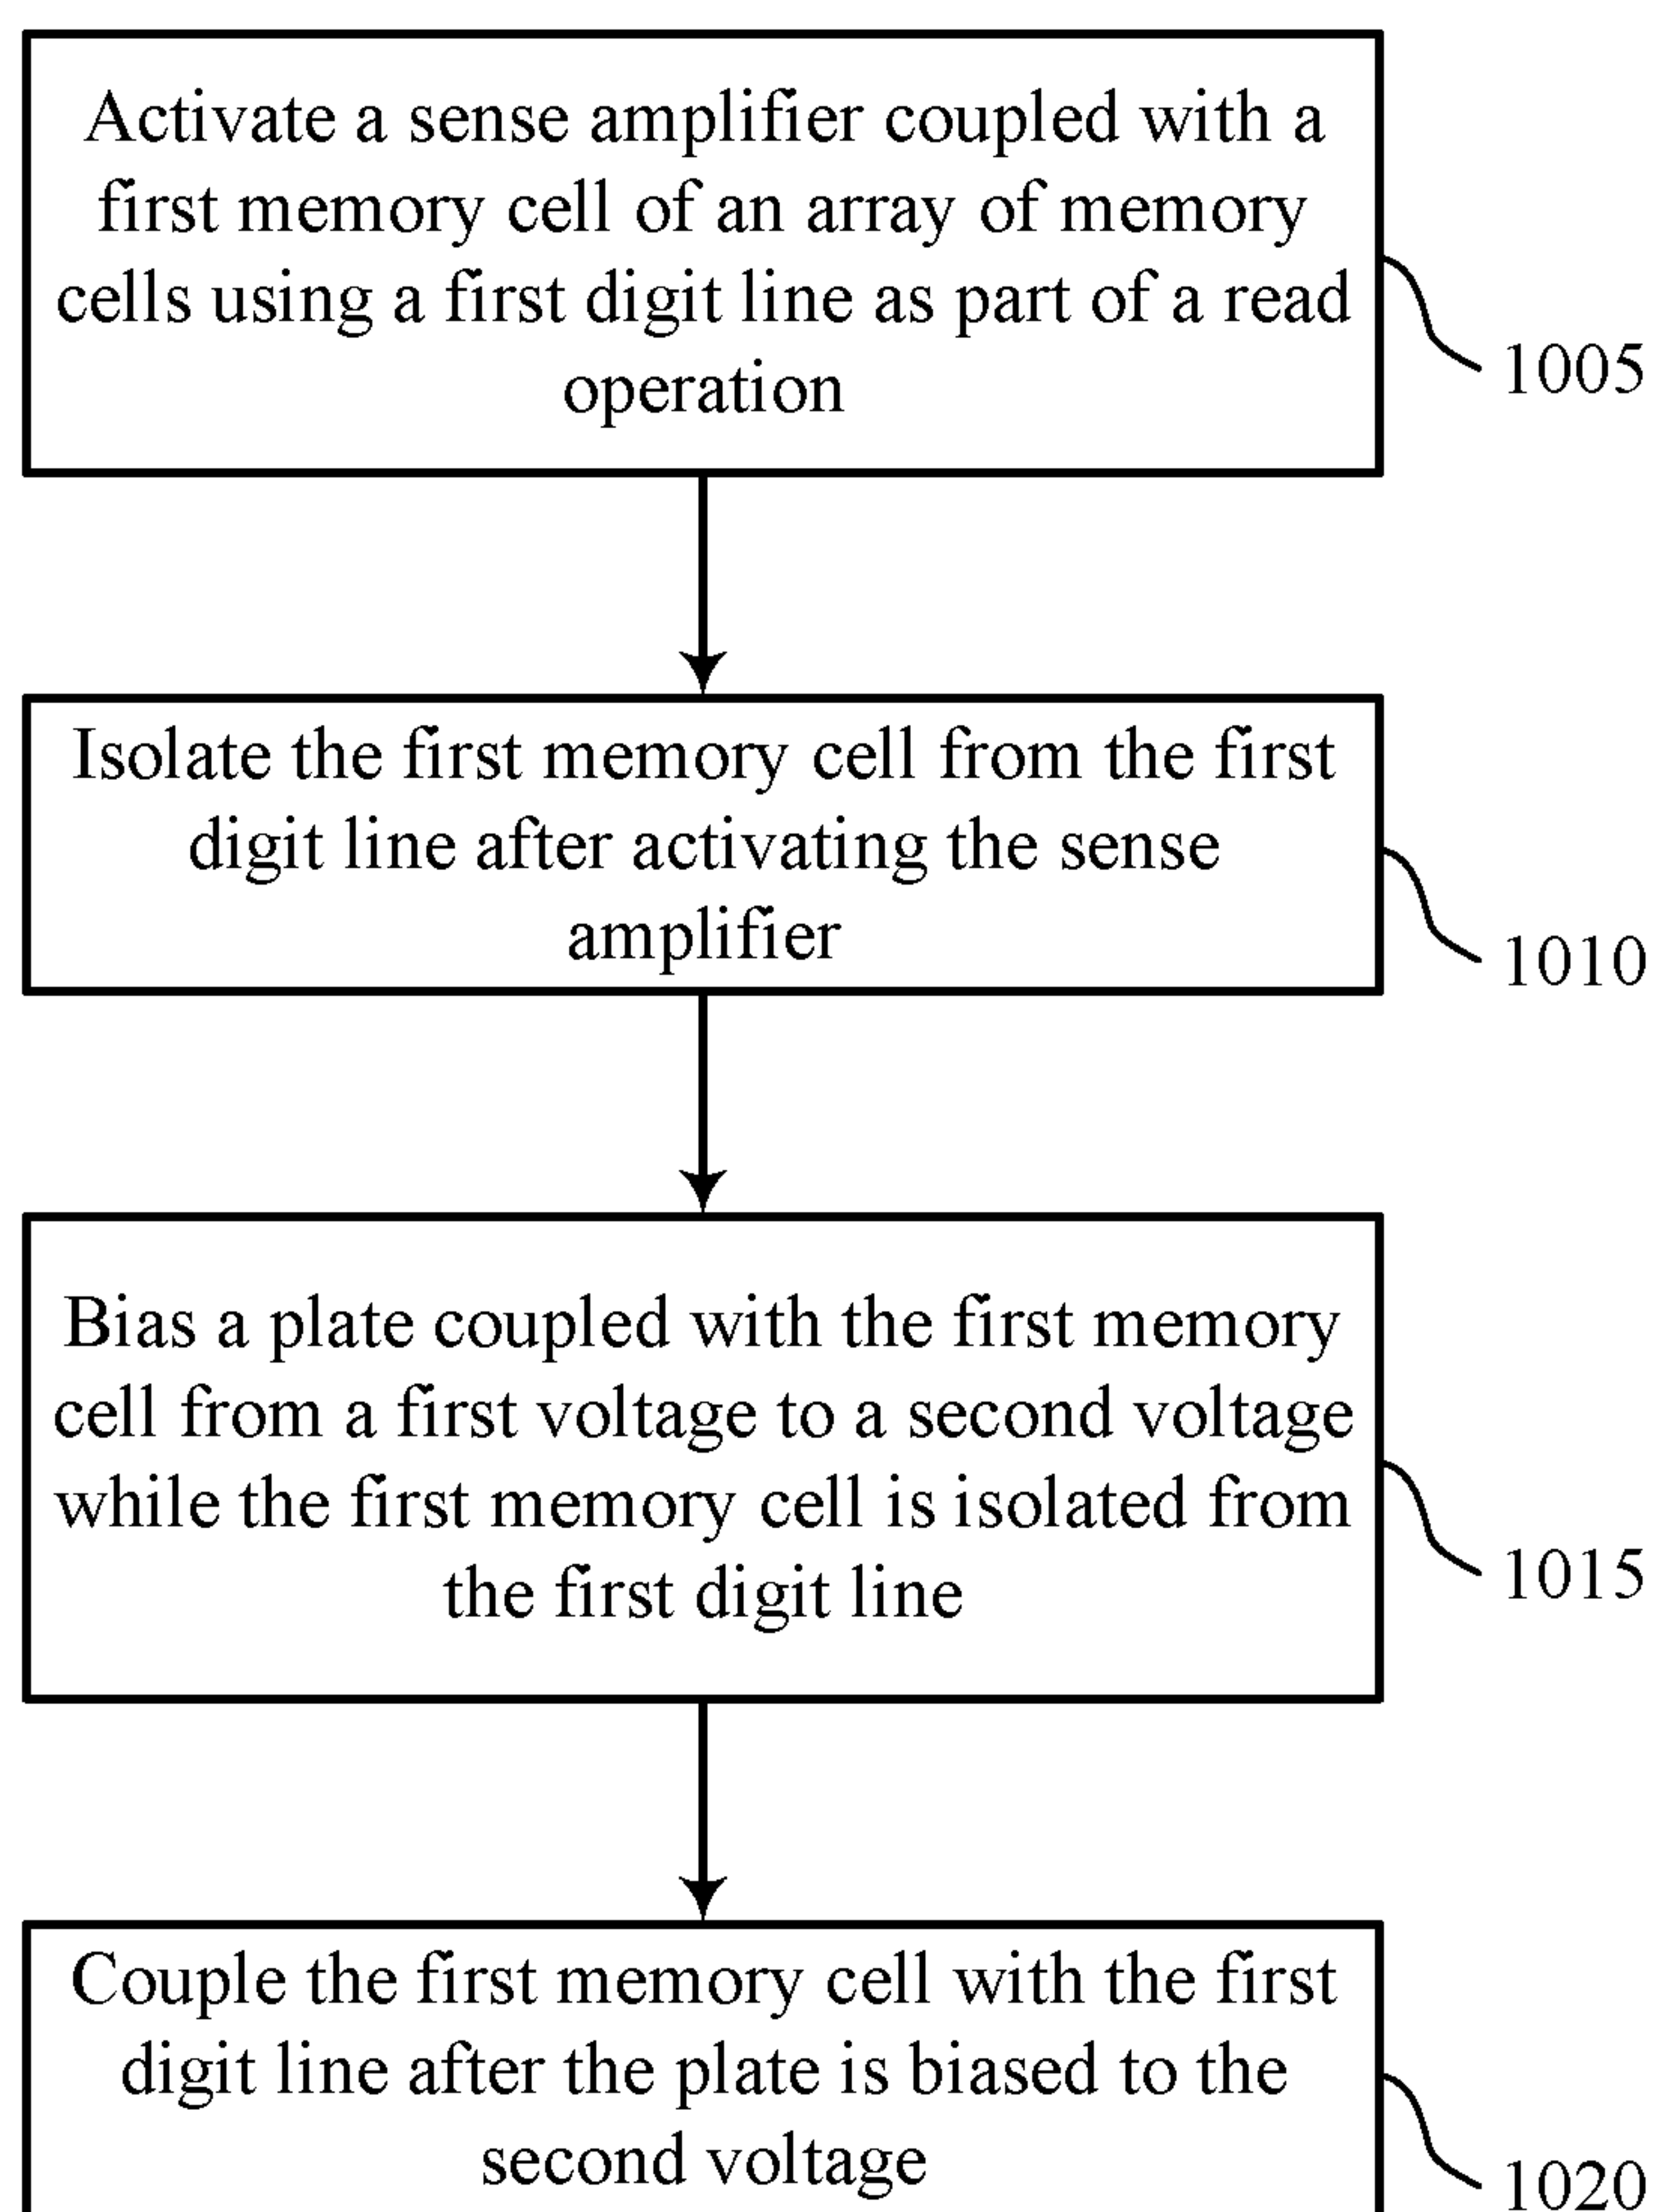 Activate a sense amplifier coupled with a
first memory cell of an array of memory
cells using a first digit line as part of a read
operation
1005
Isolate the first memory cell from the first
digit line after activating the sense
amplifier
1010
Bias a plate coupled with the first memory
cell from a first voltage to a second voltage
while the first memory cell is isolated from
the first digit line
1015
Couple the first memory cell with the first
digit line after the plate is biased to the
second voltage
1020